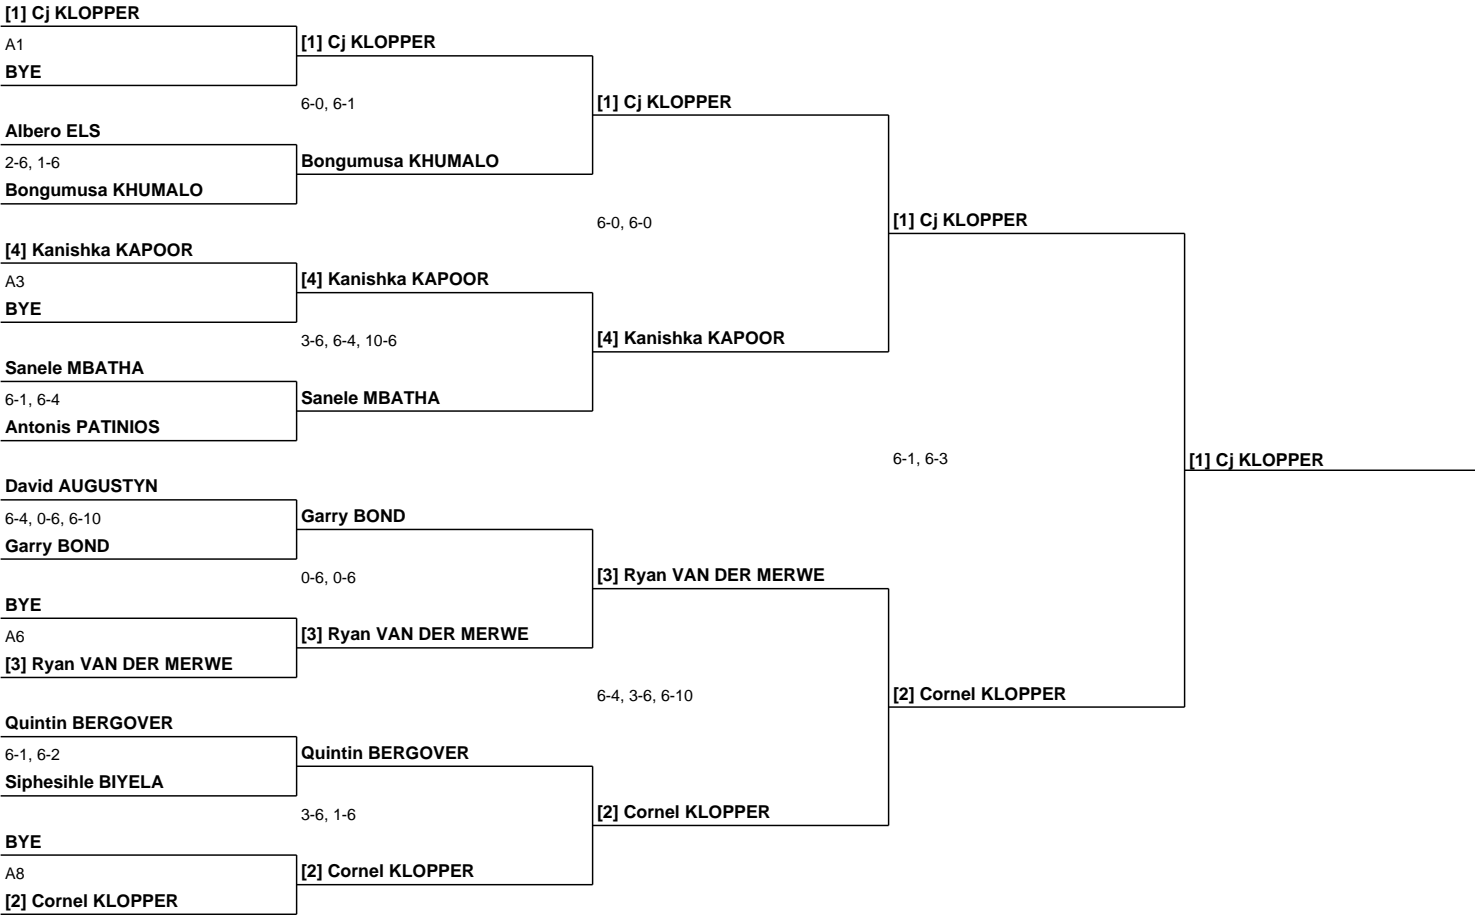 [1] Cj KLOPPER
A1
BYE
[1] Cj KLOPPER
6-0, 6-1
[1] Cj KLOPPER
Albero ELS
2-6, 1-6
Bongumusa KHUMALO
Bongumusa KHUMALO
6-0, 6-0
[1] Cj KLOPPER
[4] Kanishka KAPOOR
A3
BYE
[4] Kanishka KAPOOR
3-6, 6-4, 10-6
[4] Kanishka KAPOOR
Sanele MBATHA
6-1, 6-4
Antonis PATINIOS
Sanele MBATHA
6-1, 6-3
[1] Cj KLOPPER
David AUGUSTYN
6-4, 0-6, 6-10
Garry BOND
Garry BOND
0-6, 0-6
[3] Ryan VAN DER MERWE
BYE
A6
[3] Ryan VAN DER MERWE
[3] Ryan VAN DER MERWE
6-4, 3-6, 6-10
[2] Cornel KLOPPER
Quintin BERGOVER
6-1, 6-2
Siphesihle BIYELA
Quintin BERGOVER
3-6, 1-6
[2] Cornel KLOPPER
BYE
A8
[2] Cornel KLOPPER
[2] Cornel KLOPPER